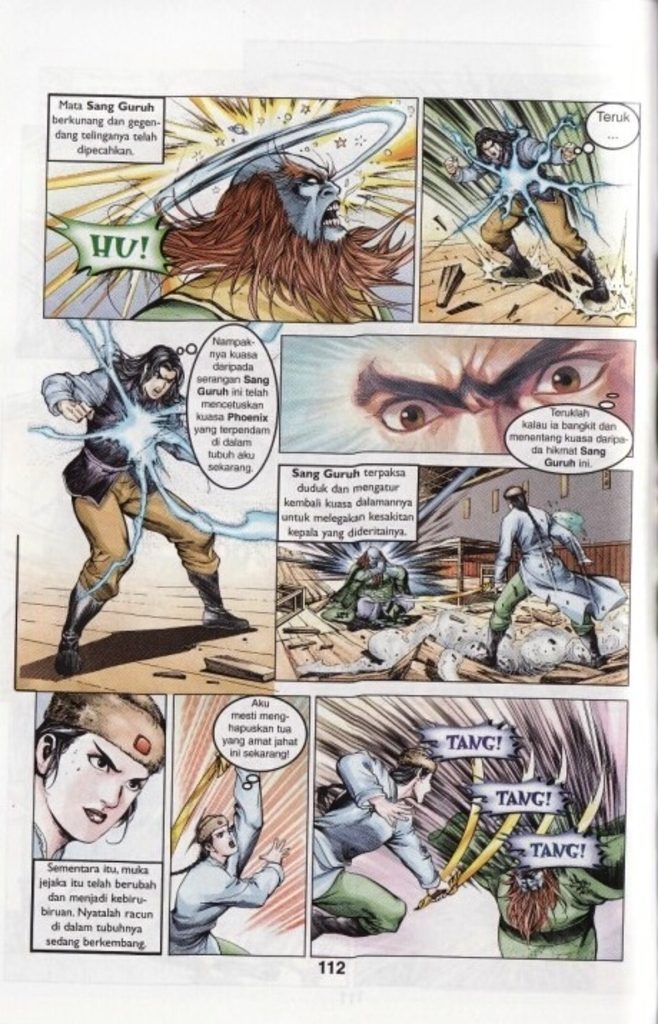 Mata Sang Guruh
berkunang dan gegen-
dang telinganya telah
dipecahkan.
HU!
Teruk
...
Nampak-
nya kuasa
daripada
serangan Sang
Guruh ini telah
mencetuskan
kuasa Phoenix
yang terpendam
di dalam
tubuh aku
sekarang.
Teruklah
kalau ia bangkit dan
menentang kuasa daripa-
da hikmat Sang
Guruh ini.
Sang Guruh terpaksa
duduk dan mengatur
kembali kuasa dalamannya
untuk melegakan kesakitan
kepala yang dideritainya.
Sementara itu, muka
jejaka itu telah berubah
dan menjadi kebiru-
biruan. Nyatalah racun
di dalam tubuhnya
sedang berkembang.
Aku
mesti meng-
hapuskan tua
yang amat jahat
ini sekarang!
TANG!
TANG!
TANG!
112